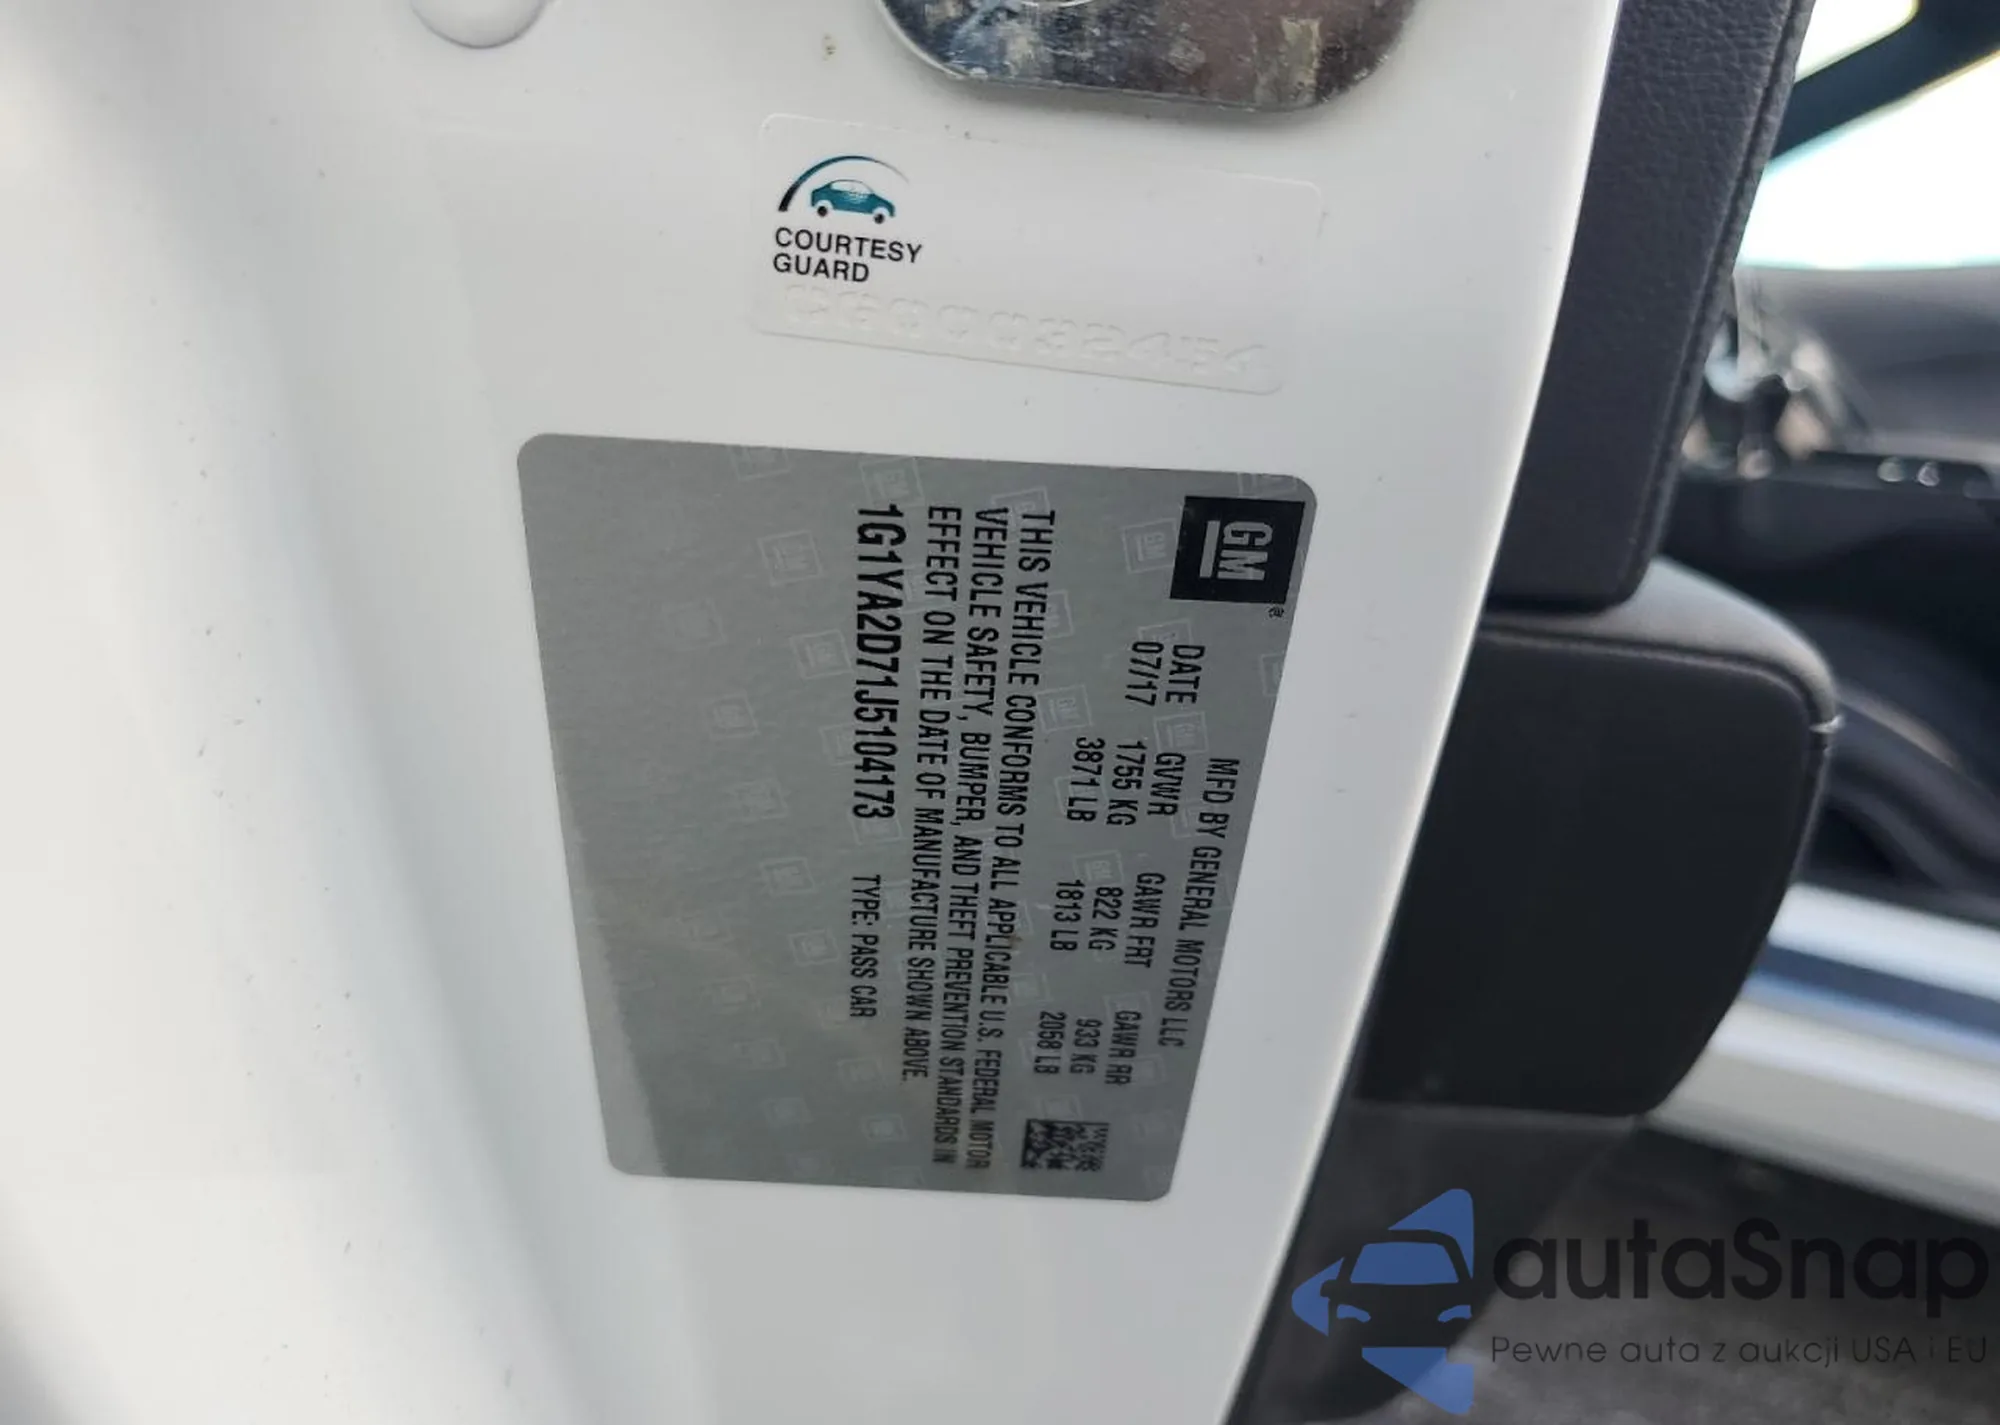 COURTESY
GUARD
CG00032454
GM
MFD BY GENERAL MOTORS LLC
DATE GVWR GAWR FRT GAWR RR
07/17 1755 KG 822 KG 933 KG
3871 LB 1813 LB 2058 LB
THIS VEHICLE CONFORMS TO ALL APPLICABLE U.S. FEDERAL MOTOR
VEHICLE SAFETY, BUMPER, AND THEFT PREVENTION STANDARDS IN
EFFECT ON THE DATE OF MANUFACTURE SHOWN ABOVE.
1G1YA2D71J5104173 TYPE: PASS CAR
autaSnap
Pewne auta z aukcji USA i EU